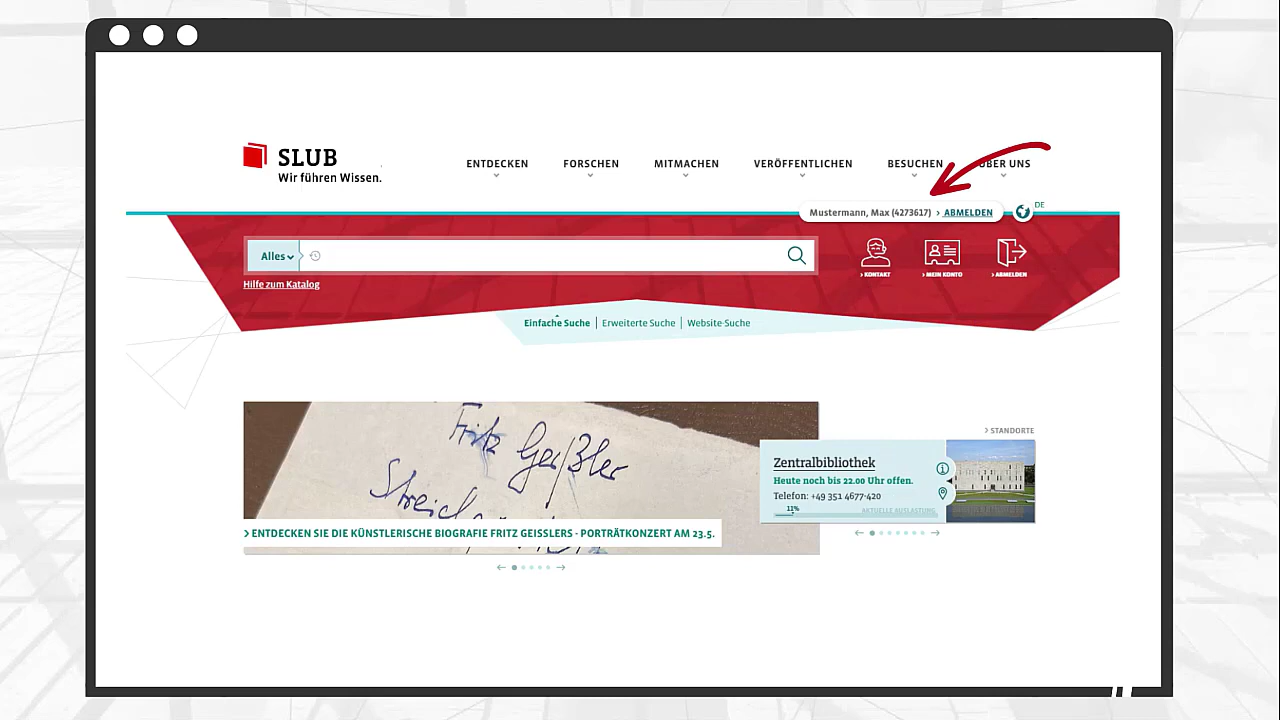 SLUB
Wir führen Wissen.
ENTDECKEN FORSCHEN MITMACHEN VERÖFFENTLICHEN BESUCHEN ÜBER UNS
Mustermann, Max (4273617) › ABMELDEN
DE
Alles
› KONTAKT › MEIN KONTO › ABMELDEN
Hilfe zum Katalog
Einfache Suche | Erweiterte Suche | Website-Suche
Fritz Geißler
Streich
› STANDORTE
Zentralbibliothek
Heute noch bis 22.00 Uhr offen.
Telefon: +49 351 4677-420
11% AKTUELLE AUSLASTUNG
› ENTDECKEN SIE DIE KÜNSTLERISCHE BIOGRAFIE FRITZ GEISSLERS - PORTRÄTKONZERT AM 23.5.